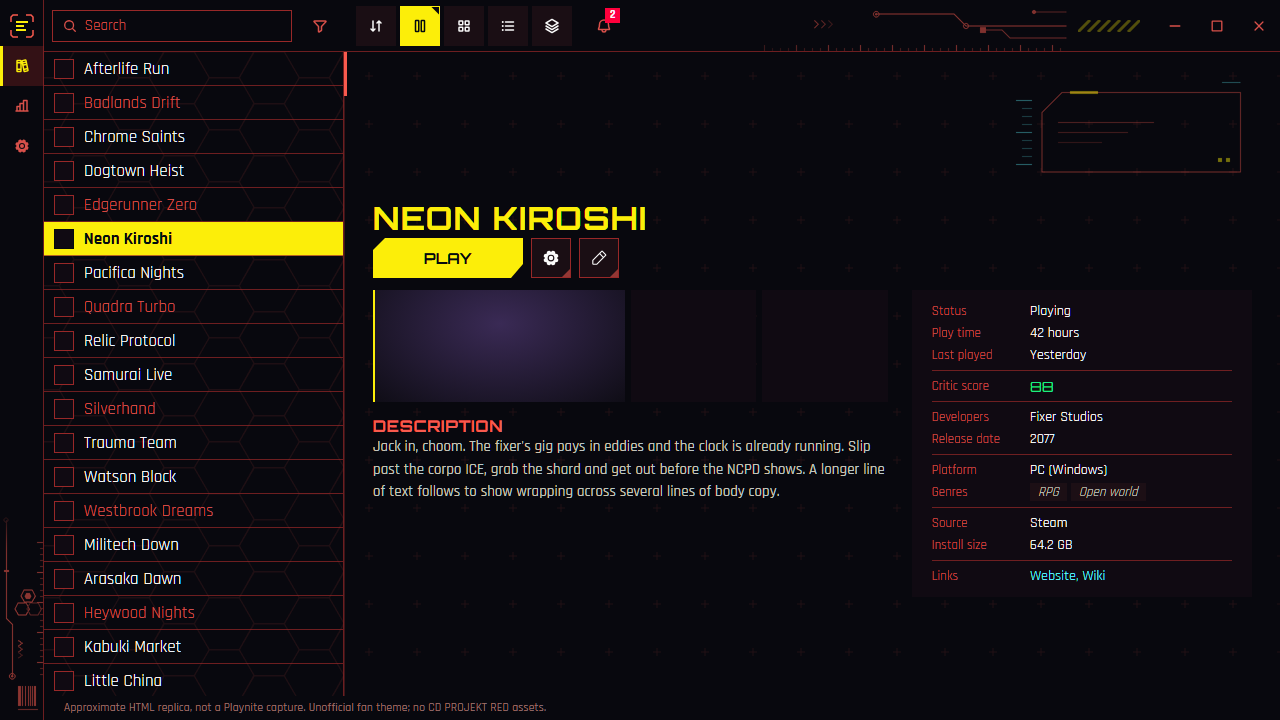 Search
2
Afterlife Run
Badlands Drift
Chrome Saints
Dogtown Heist
Edgerunner Zero
Neon Kiroshi
Pacifica Nights
Quadra Turbo
Relic Protocol
Samurai Live
Silverhand
Trauma Team
Watson Block
Westbrook Dreams
Militech Down
Arasaka Dawn
Heywood Nights
Kabuki Market
Little China
NEON KIROSHI
PLAY
DESCRIPTION
Jack in, choom. The fixer's gig pays in eddies and the clock is already running. Slip
past the corpo ICE, grab the shard and get out before the NCPD shows. A longer line
of text follows to show wrapping across several lines of body copy.
Status Playing
Play time 42 hours
Last played Yesterday
Critic score 88
Developers Fixer Studios
Release date 2077
Platform PC (Windows)
Genres RPG Open world
Source Steam
Install size 64.2 GB
Links Website, Wiki
Approximate HTML replica, not a Playnite capture. Unofficial fan theme; no CD PROJEKT RED assets.